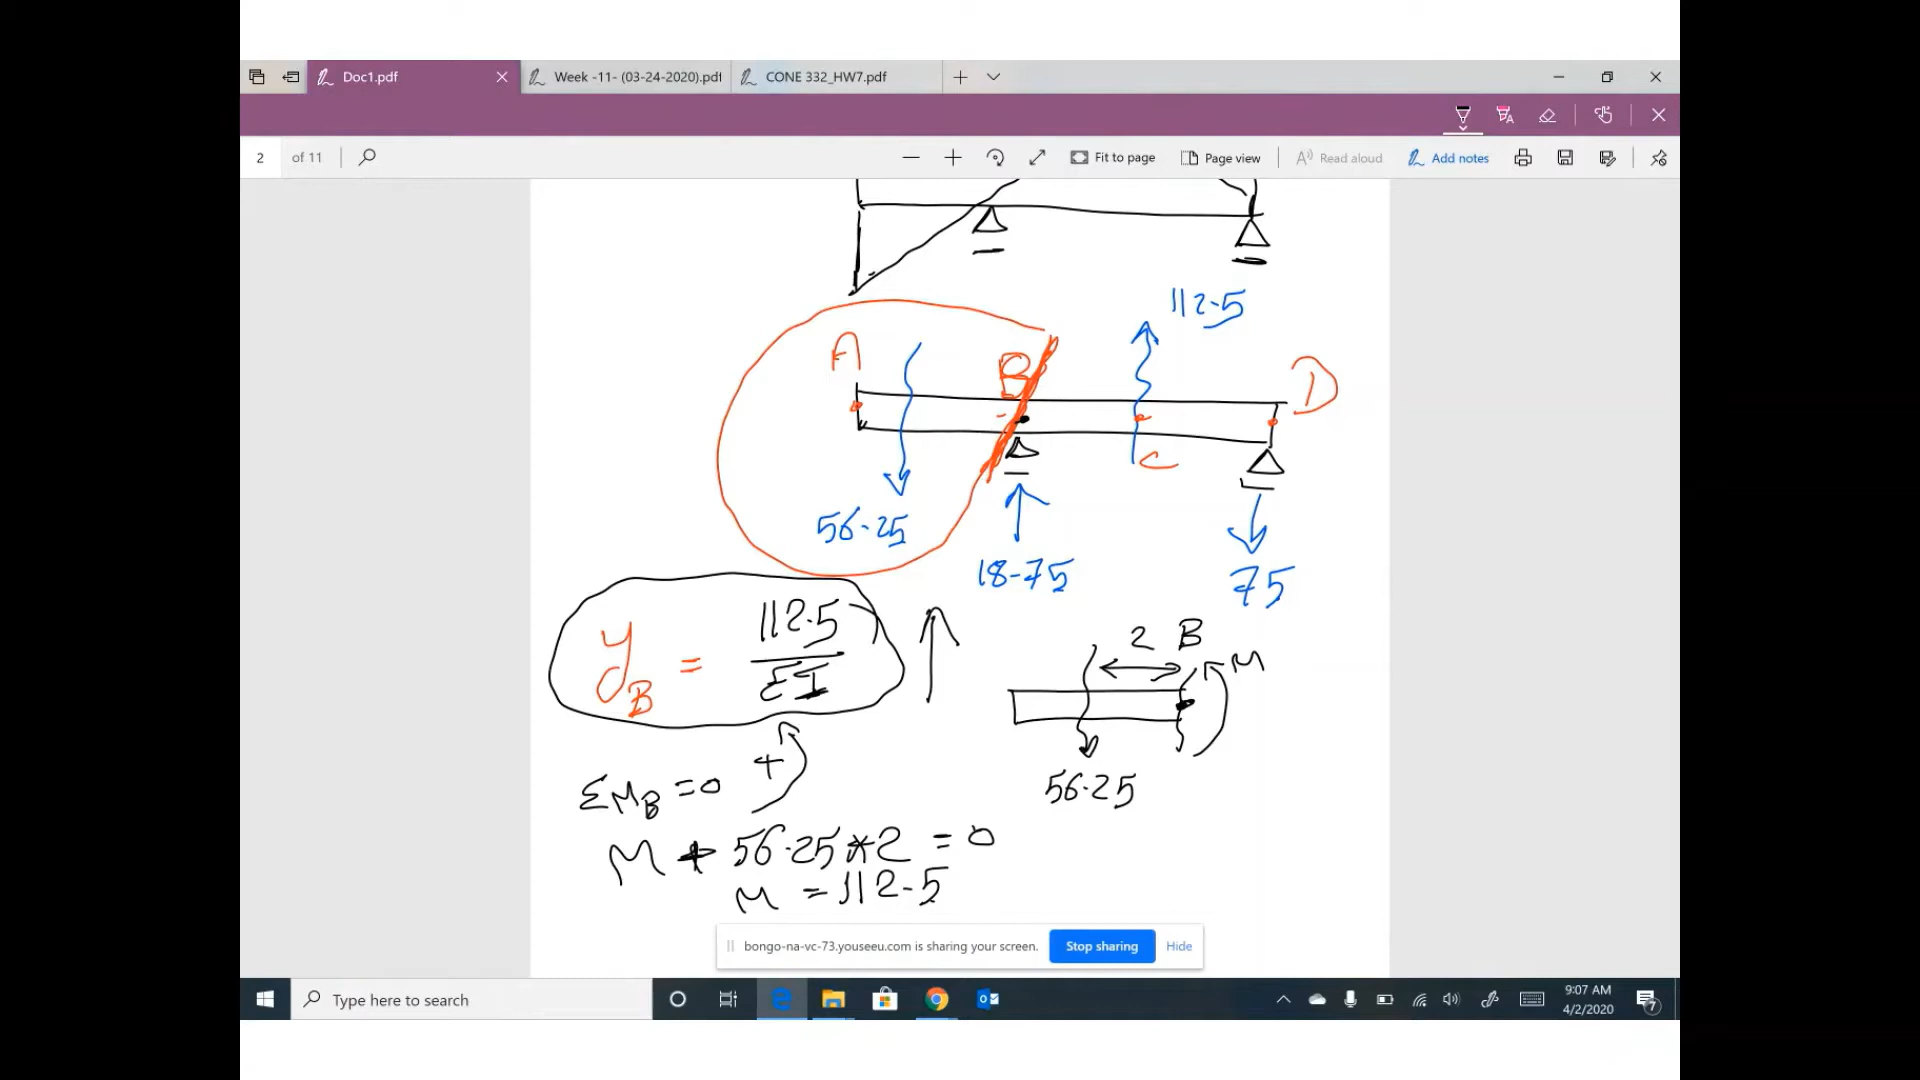 Doc1.pdf
Week -11- (03-24-2020).pdf
CONE 332_HW7.pdf
2 of 11
Fit to page
Page view
Read aloud
Add notes
112.5
A
B
D
C
56.25
18.75
75
yB = 112.5
EI
2 B
M
56.25
ΣMB = 0 +
M + 56.25*2 = 0
M = 112.5
bongo-na-vc-73.youseeu.com is sharing your screen.
Stop sharing
Hide
Type here to search
9:07 AM
4/2/2020
7